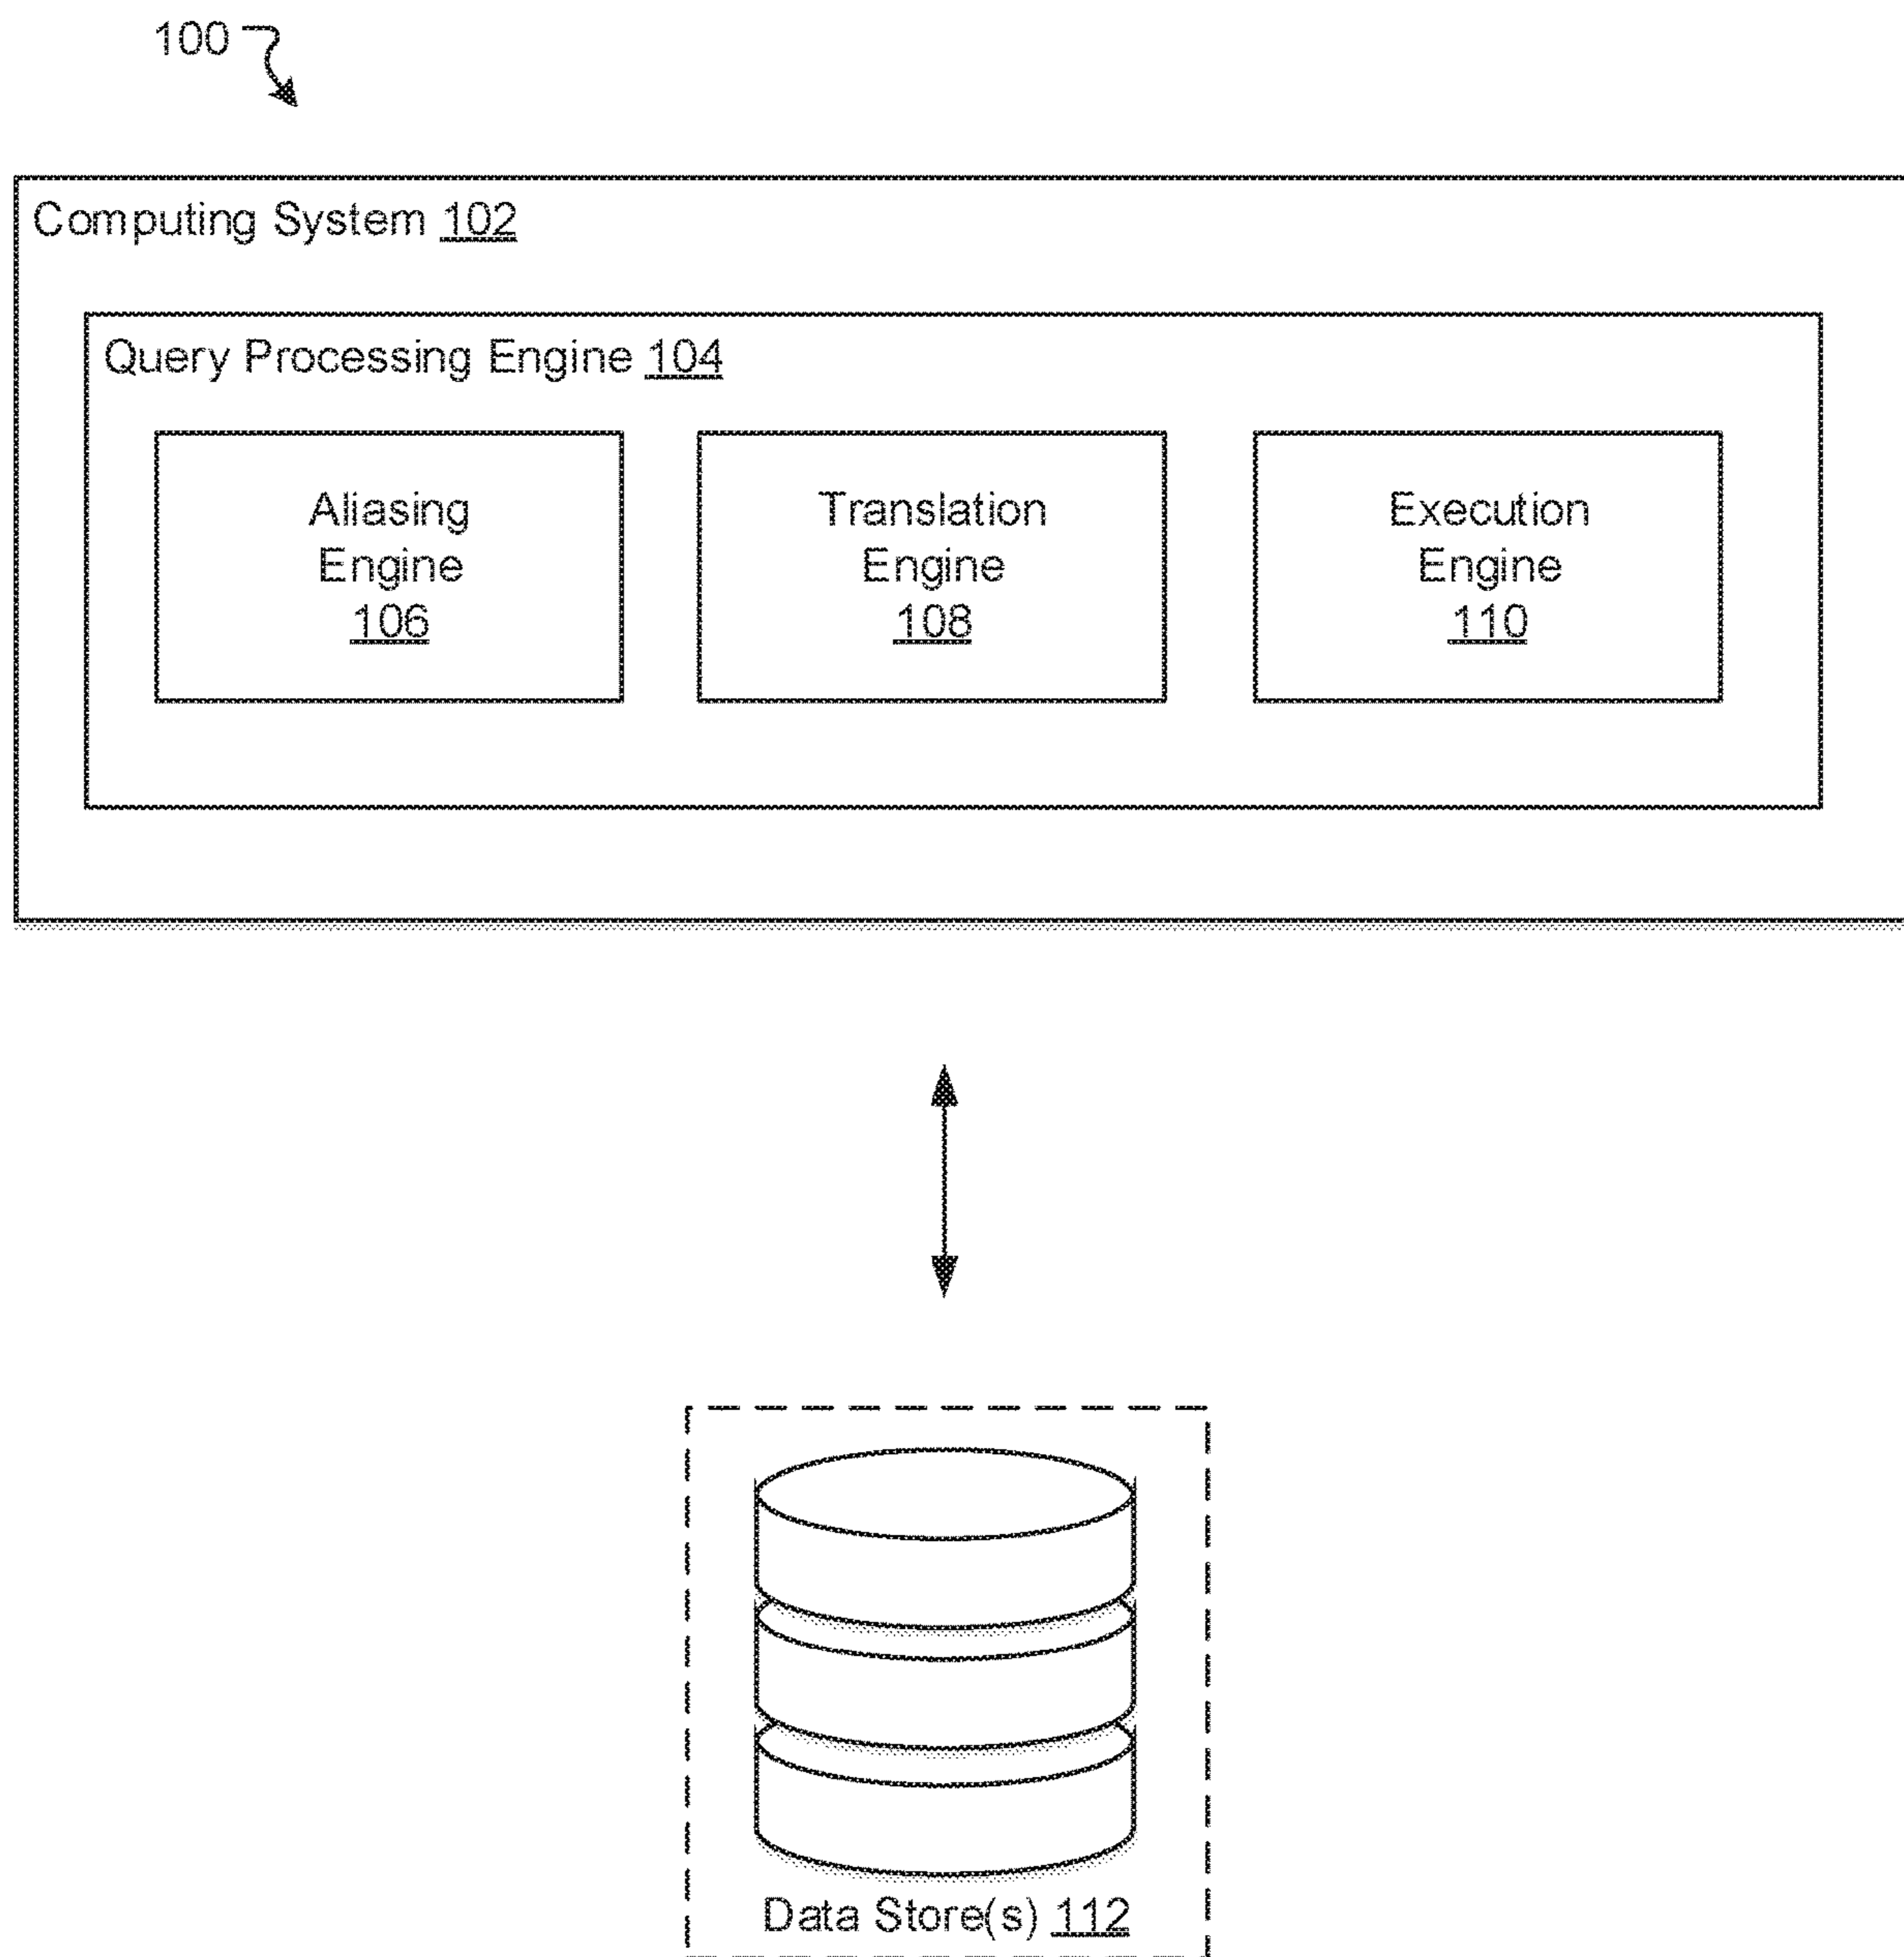 100
Computing System 102
Query Processing Engine 104
Aliasing
Engine
106
Translation
Engine
108
Execution
Engine
110
Data Store(s) 112